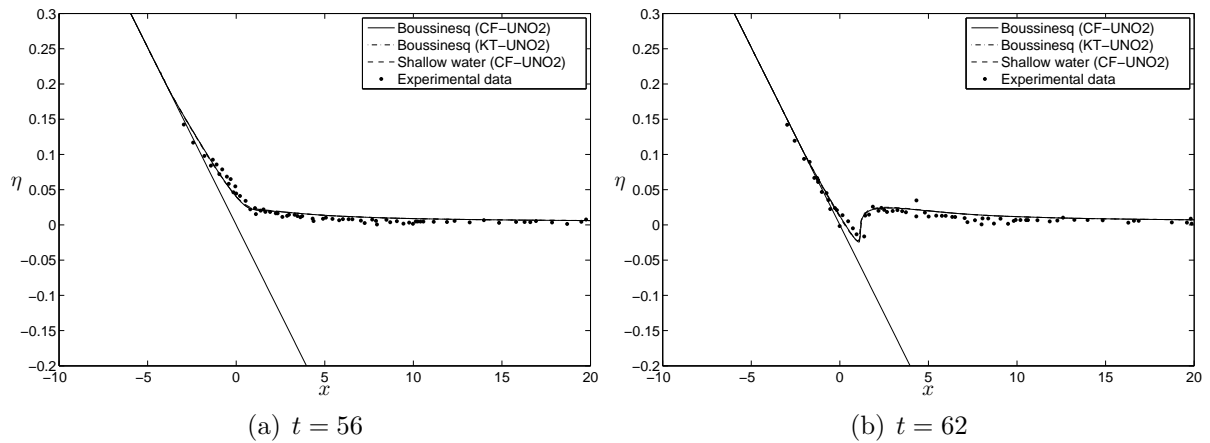 0.3
0.25
0.2
0.15
0.1
0.05
0
−0.05
−0.1
−0.15
−0.2
η
−10
−5
0
5
10
15
20
x
Boussinesq (CF−UNO2)
Boussinesq (KT−UNO2)
Shallow water (CF−UNO2)
Experimental data
(a) t = 56
0.3
0.25
0.2
0.15
0.1
0.05
0
−0.05
−0.1
−0.15
−0.2
η
−10
−5
0
5
10
15
20
x
Boussinesq (CF−UNO2)
Boussinesq (KT−UNO2)
Shallow water (CF−UNO2)
Experimental data
(b) t = 62